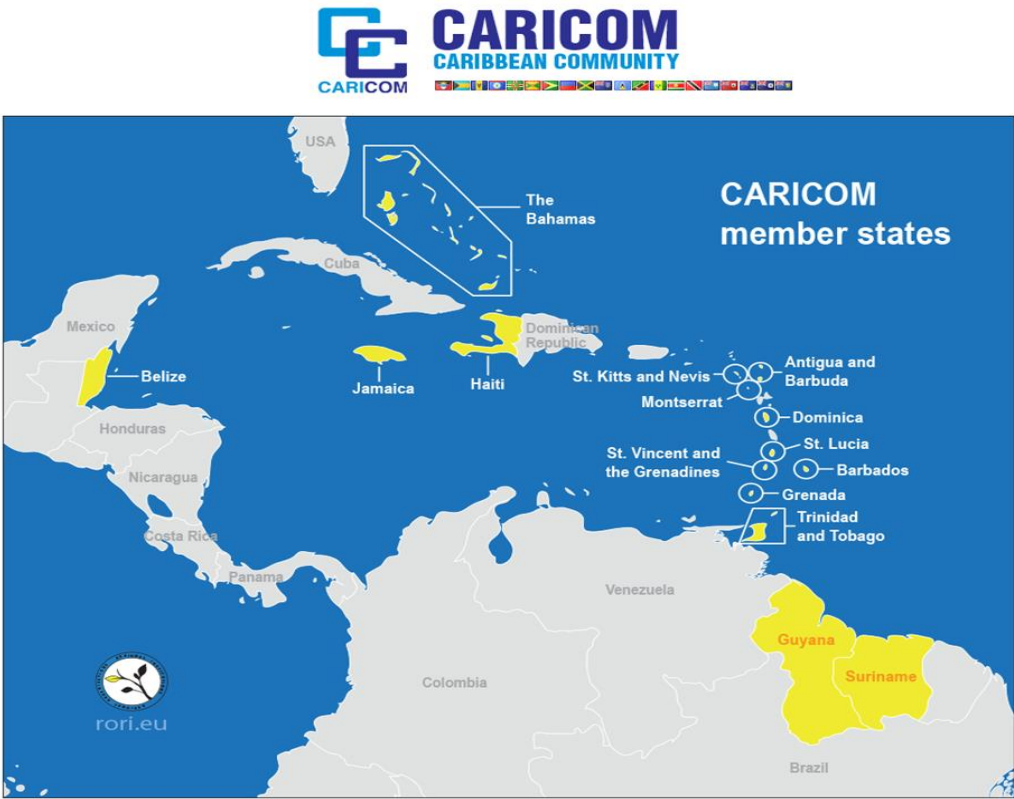 CARICOM
CARIBBEAN COMMUNITY
CARICOM
USA
The
Bahamas
CARICOM
member states
Cuba
Mexico
Dominican
Republic
Belize
Jamaica
Haiti
St. Kitts and Nevis
Antigua and
Barbuda
Montserrat
Dominica
Honduras
St. Lucia
St. Vincent and
the Grenadines
Barbados
Nicaragua
Grenada
Trinidad
and Tobago
Costa Rica
Panama
Venezuela
Guyana
Suriname
Colombia
rori.eu
Brazil